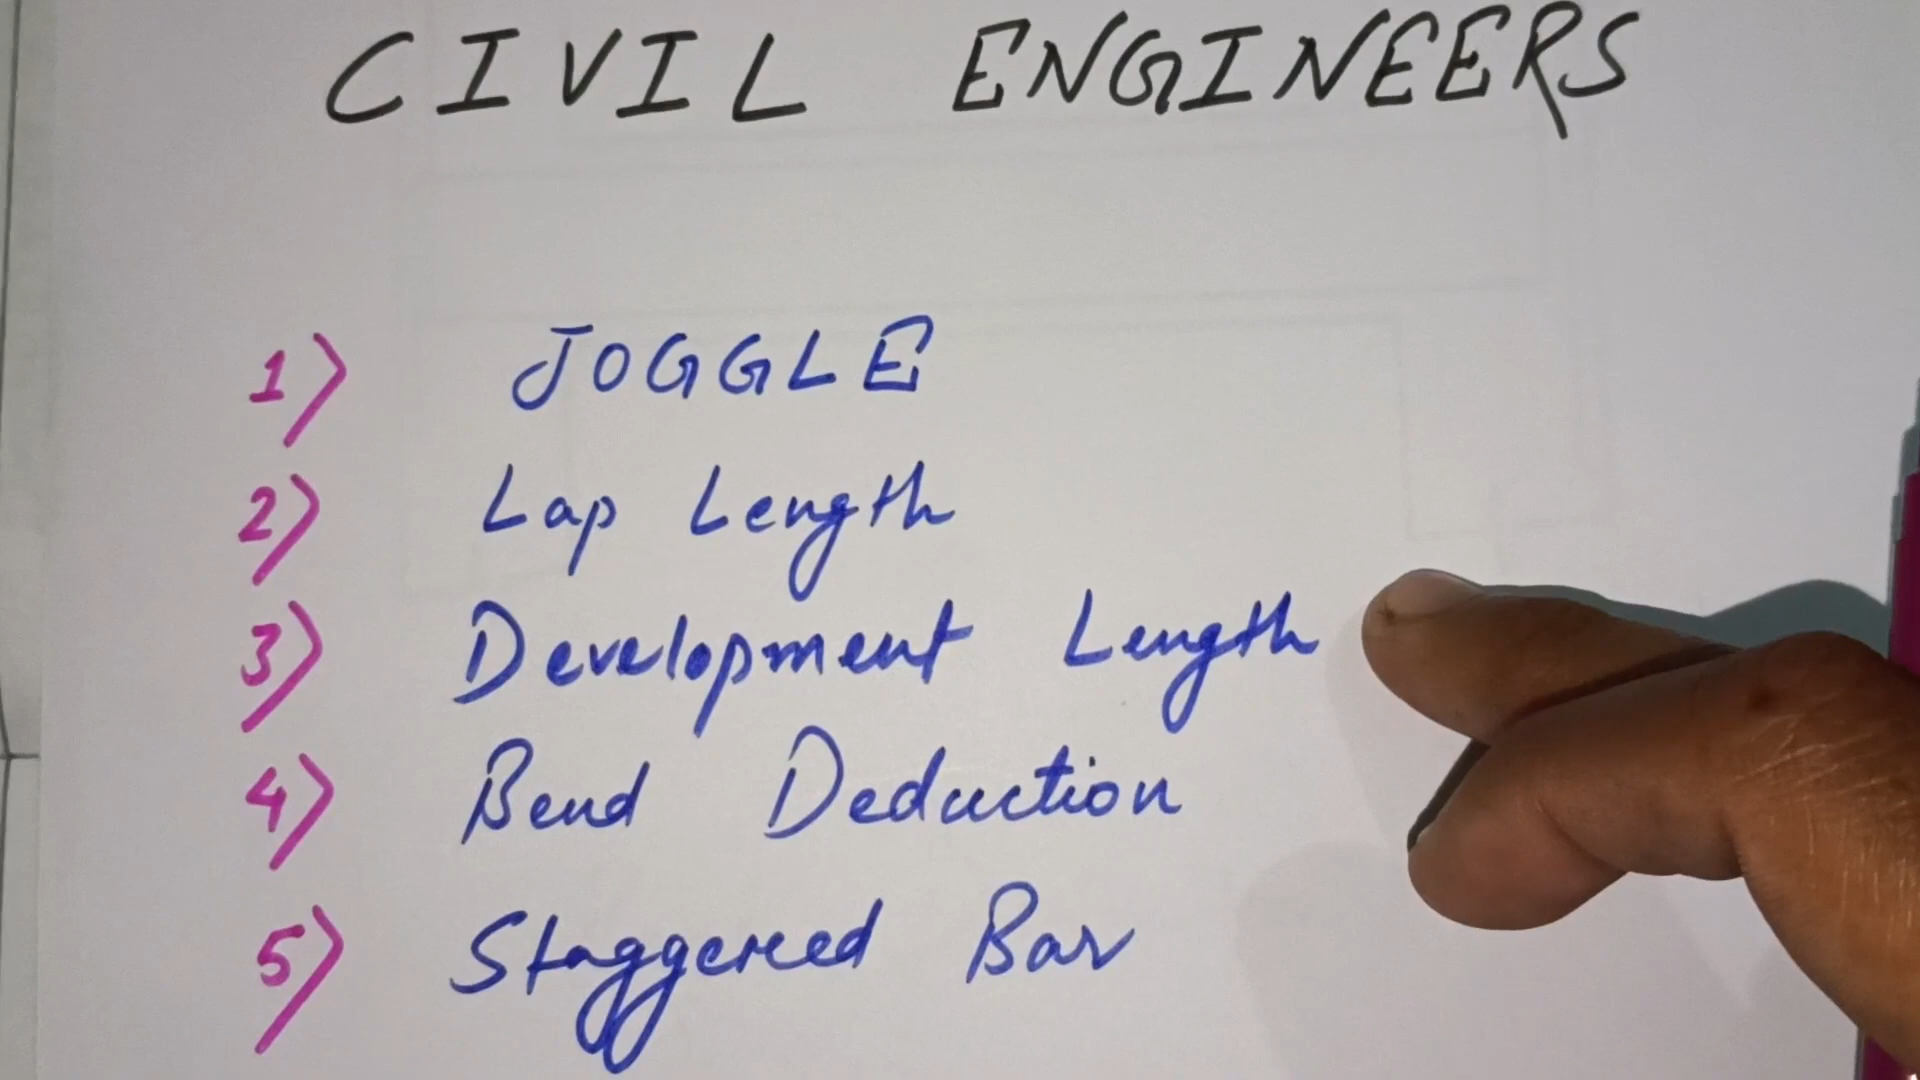 CIVIL ENGINEERS
1) JOGGLE
2) Lap Length
3) Development Length
4) Bend Deduction
5) Staggered Bar